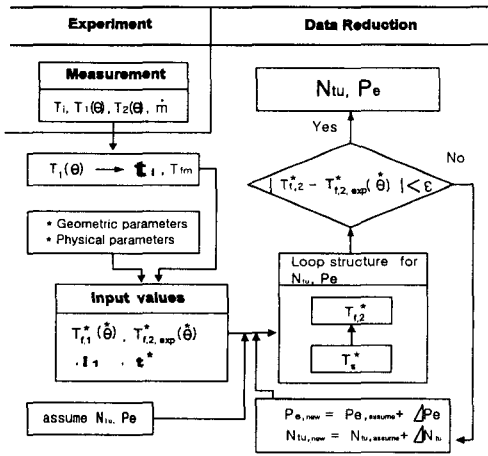 Experiment
Data Reduction
Measurement
Ti, T1(θ), T2(θ), ṁ
T1(θ) → t1, Tfm
* Geometric parameters
* Physical parameters
Input values
T*f,1(θ*), T*f,2,exp(θ*)
t*
assume Ntu, Pe
Ntu, Pe
Yes
No
| T*f,2 - T*f,2,exp(θ*) | < ε
Loop structure for
Ntu, Pe
T*f,2
T*s
Pe,new = Pe,assume + ΔPe
Ntu,new = Ntu,assume + ΔNtu